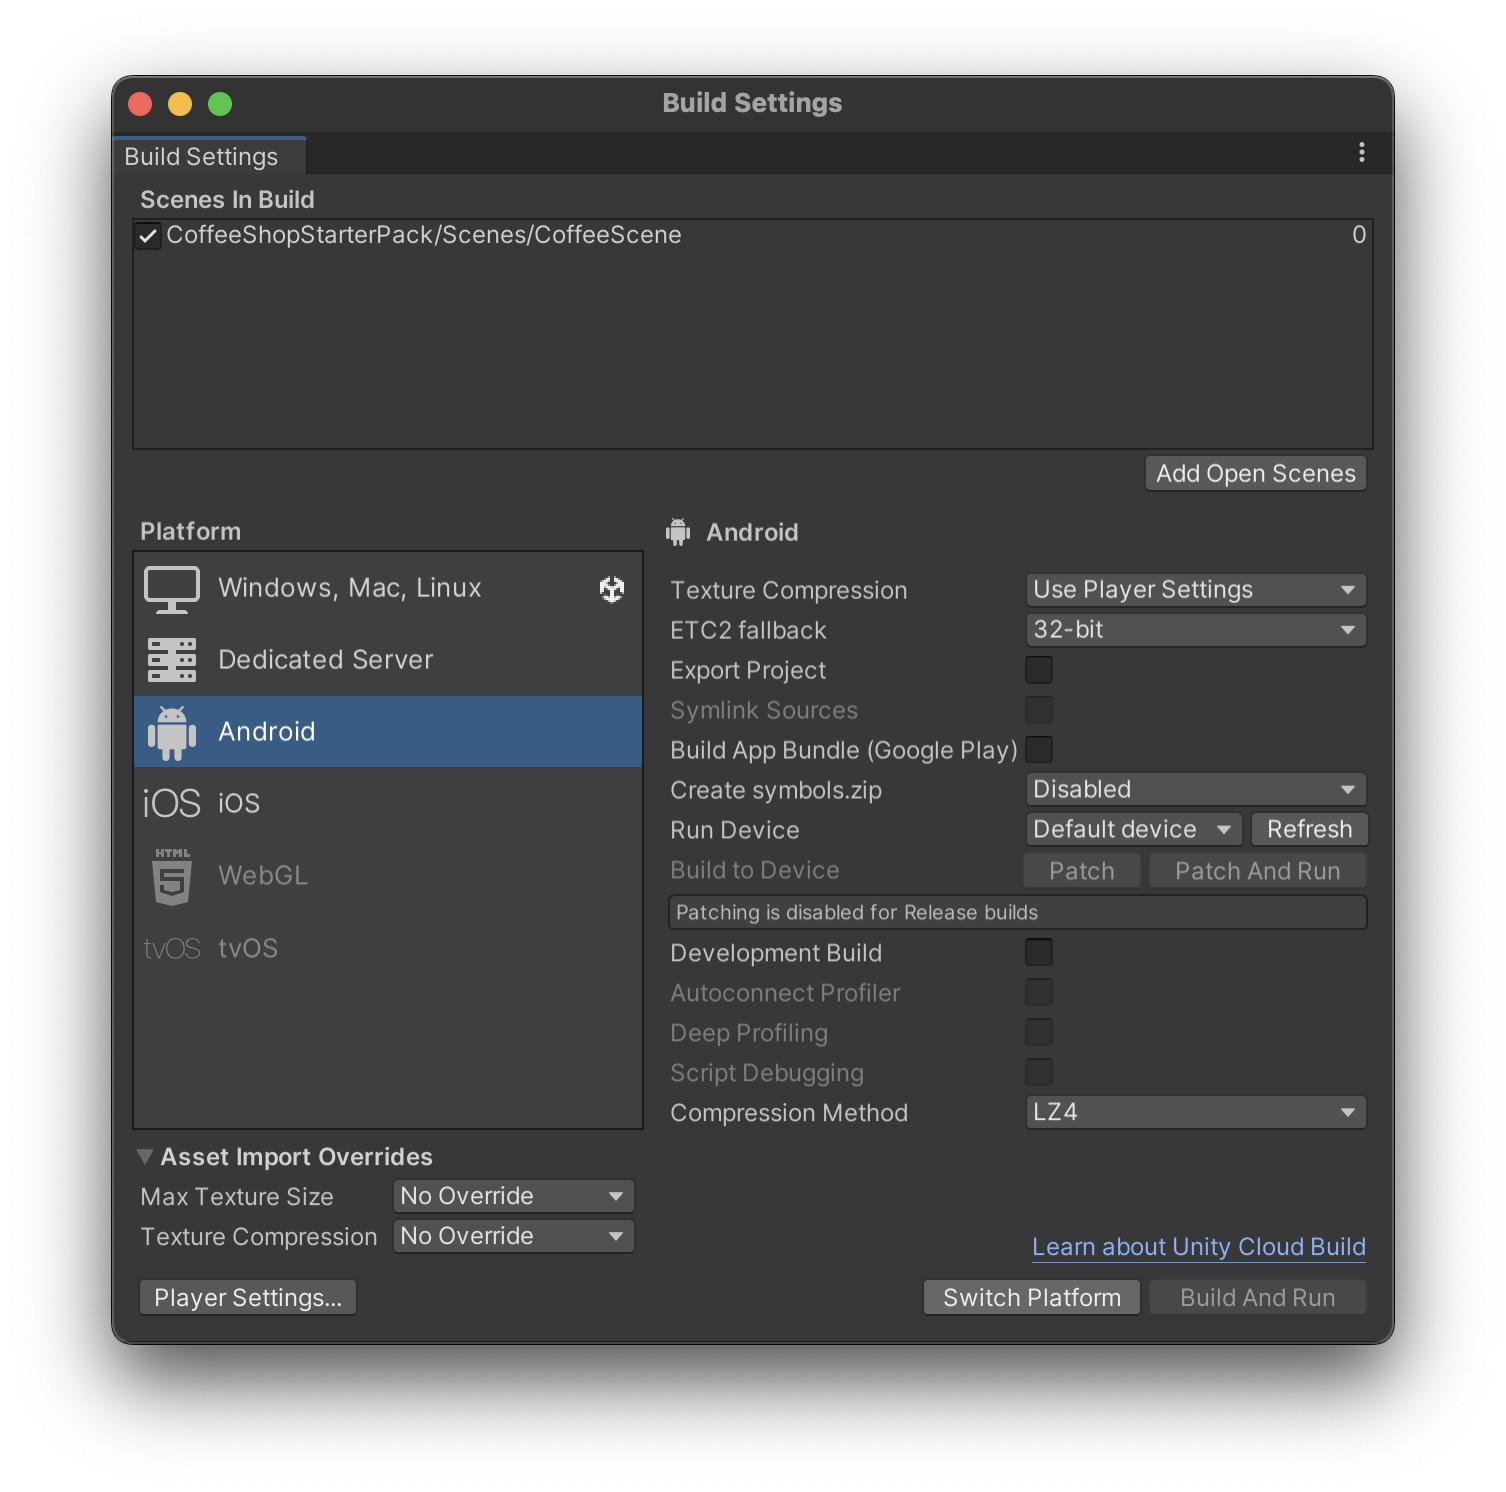 Build Settings
Build Settings
Scenes In Build
CoffeeShopStarterPack/Scenes/CoffeeScene 0
Add Open Scenes
Platform
Windows, Mac, Linux
Dedicated Server
Android
iOS iOS
HTML
5 WebGL
tvOS tvOS
Android
Texture Compression Use Player Settings
ETC2 fallback 32-bit
Export Project
Symlink Sources
Build App Bundle (Google Play)
Create symbols.zip Disabled
Run Device Default device Refresh
Build to Device Patch Patch And Run
Patching is disabled for Release builds
Development Build
Autoconnect Profiler
Deep Profiling
Script Debugging
Compression Method LZ4
Asset Import Overrides
Max Texture Size No Override
Texture Compression No Override
Learn about Unity Cloud Build
Player Settings... Switch Platform Build And Run